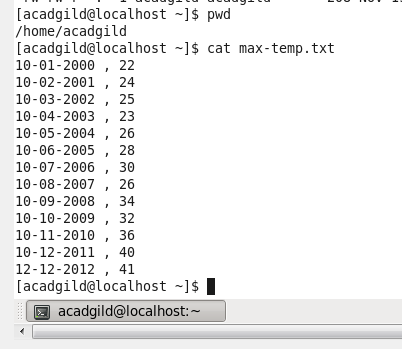 [acadgild@localhost ~]$ pwd
/home/acadgild
[acadgild@localhost ~]$ cat max-temp.txt
10-01-2000 , 22
10-02-2001 , 24
10-03-2002 , 25
10-04-2003 , 23
10-05-2004 , 26
10-06-2005 , 28
10-07-2006 , 30
10-08-2007 , 26
10-09-2008 , 34
10-10-2009 , 32
10-11-2010 , 36
10-12-2011 , 40
12-12-2012 , 41
[acadgild@localhost ~]$
acadgild@localhost:~